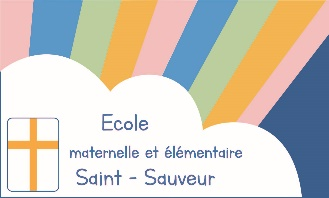 Ecole
maternelle et élémentaire
Saint - Sauveur